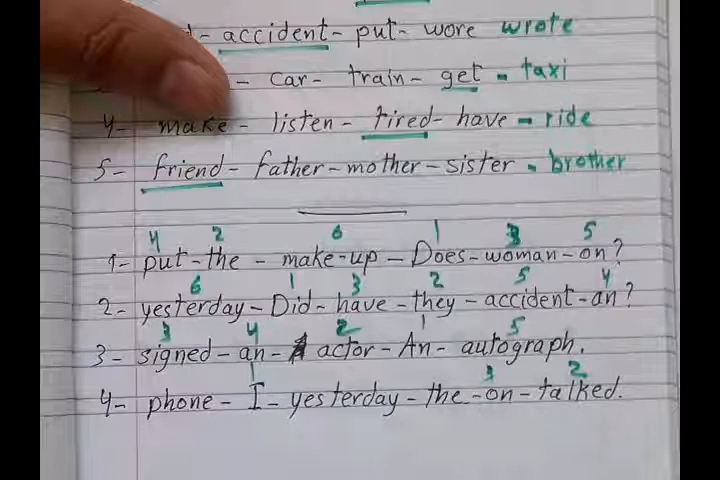 - accident - put - wore wrote
- car - train - get - taxi
4- make - listen - tired - have - ride
5- friend - father - mother - sister - brother
4 2 6 1 3 5
1- put - the - make-up - Does - woman - on?
6 1 3 2 5 4
2- yesterday - Did - have - they - accident - an?
3 4 2 1 5
3- signed - an - actor - An - autograph.
1 3 2
4- phone - I - yesterday - the - on - talked.